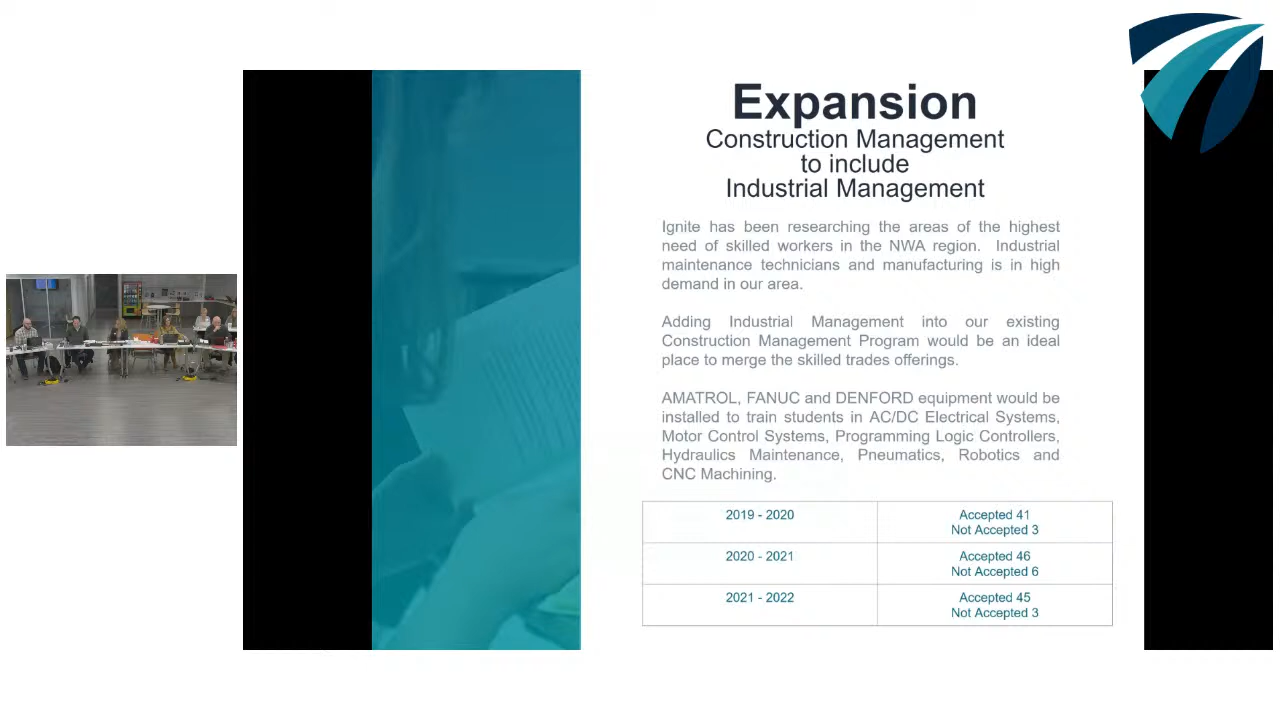 Expansion
Construction Management
to include
Industrial Management
Ignite has been researching the areas of the highest
need of skilled workers in the NWA region. Industrial
maintenance technicians and manufacturing is in high
demand in our area.
Adding Industrial Management into our existing
Construction Management Program would be an ideal
place to merge the skilled trades offerings.
AMATROL, FANUC and DENFORD equipment would be
installed to train students in AC/DC Electrical Systems,
Motor Control Systems, Programming Logic Controllers,
Hydraulics Maintenance, Pneumatics, Robotics and
CNC Machining.
2019 - 2020
Accepted 41
Not Accepted 3
2020 - 2021
Accepted 46
Not Accepted 6
2021 - 2022
Accepted 45
Not Accepted 3